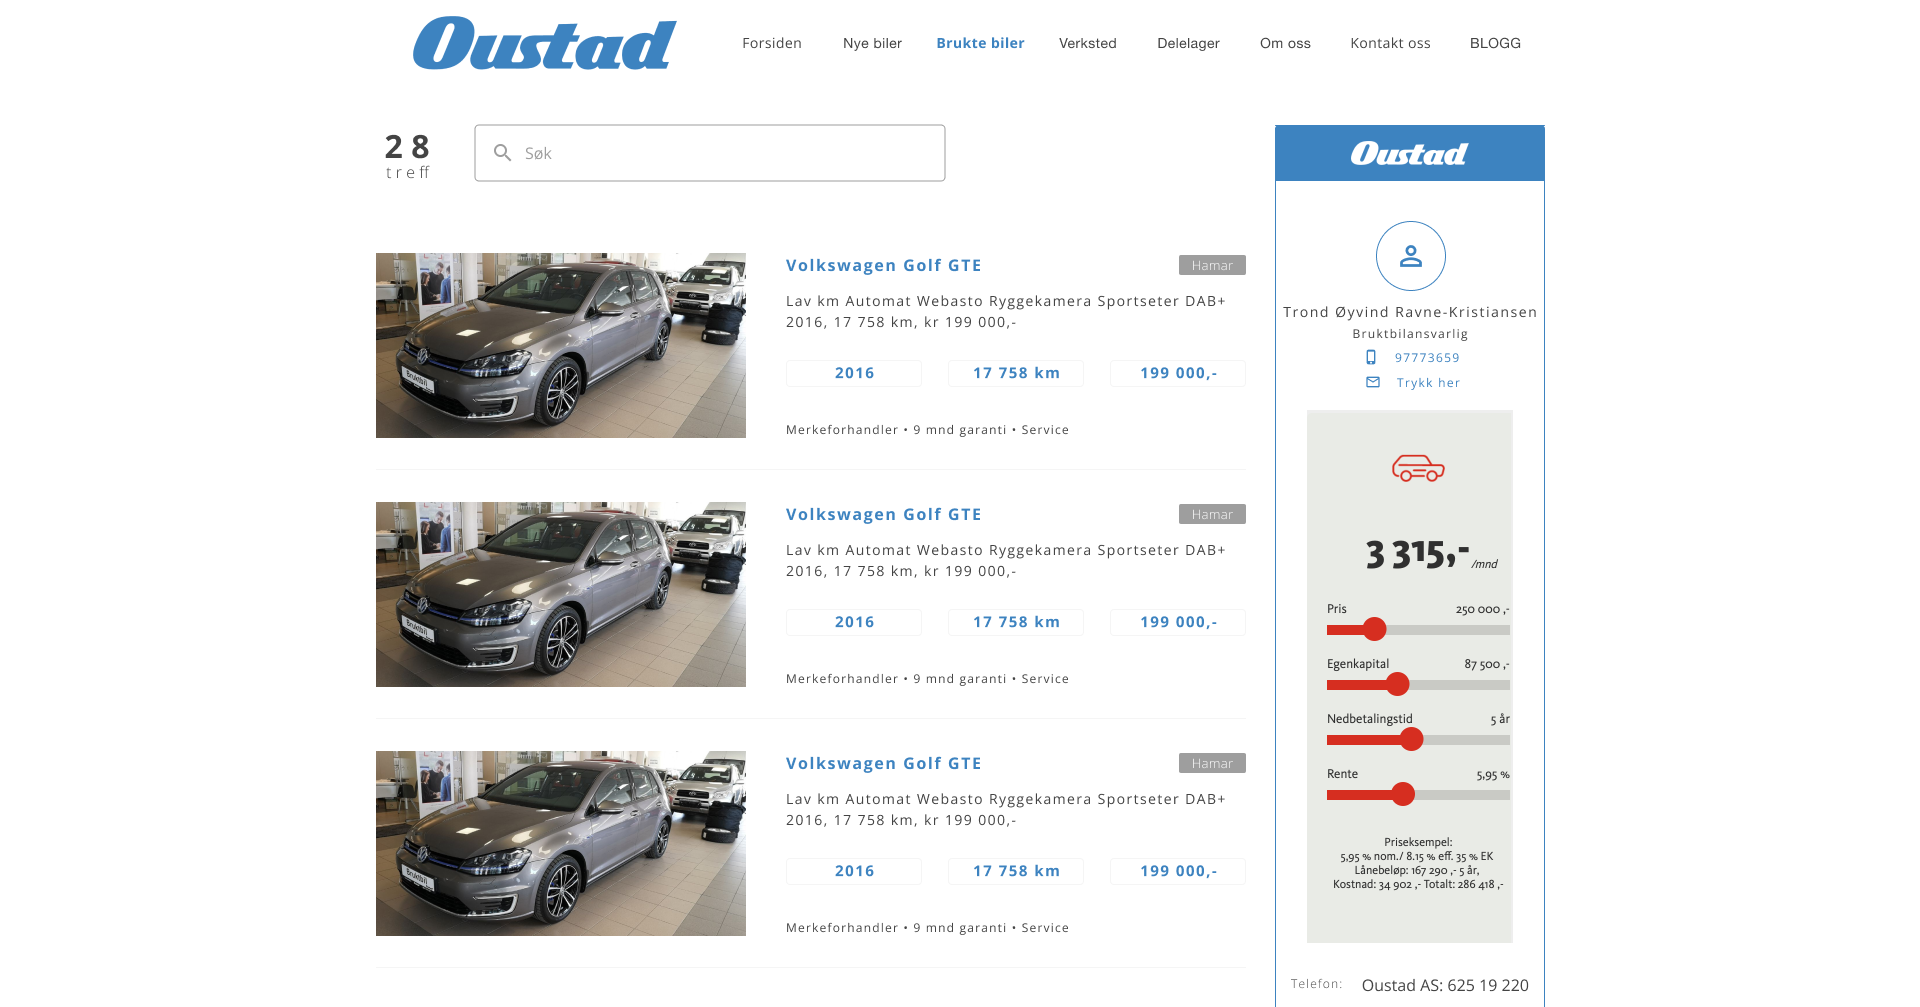 Oustad
Forsiden Nye biler Brukte biler Verksted Delelager Om oss Kontakt oss BLOGG
28
treff
Søk
Volkswagen Golf GTE
Hamar
Lav km Automat Webasto Ryggekamera Sportseter DAB+
2016, 17 758 km, kr 199 000,-
2016 17 758 km 199 000,-
Merkeforhandler • 9 mnd garanti • Service
Bruktbil
Volkswagen Golf GTE
Hamar
Lav km Automat Webasto Ryggekamera Sportseter DAB+
2016, 17 758 km, kr 199 000,-
2016 17 758 km 199 000,-
Merkeforhandler • 9 mnd garanti • Service
Bruktbil
Volkswagen Golf GTE
Hamar
Lav km Automat Webasto Ryggekamera Sportseter DAB+
2016, 17 758 km, kr 199 000,-
2016 17 758 km 199 000,-
Merkeforhandler • 9 mnd garanti • Service
Bruktbil
Oustad
Trond Øyvind Ravne-Kristiansen
Bruktbilansvarlig
97773659
Trykk her
3 315,- /mnd
Pris 250 000 ,-
Egenkapital 87 500 ,-
Nedbetalingstid 5 år
Rente 5,95 %
Priseksempel:
5,95 % nom./ 8.15 % eff. 35 % EK
Lånebeløp: 167 290 ,- 5 år,
Kostnad: 34 902 ,- Totalt: 286 418 ,-
Telefon: Oustad AS: 625 19 220